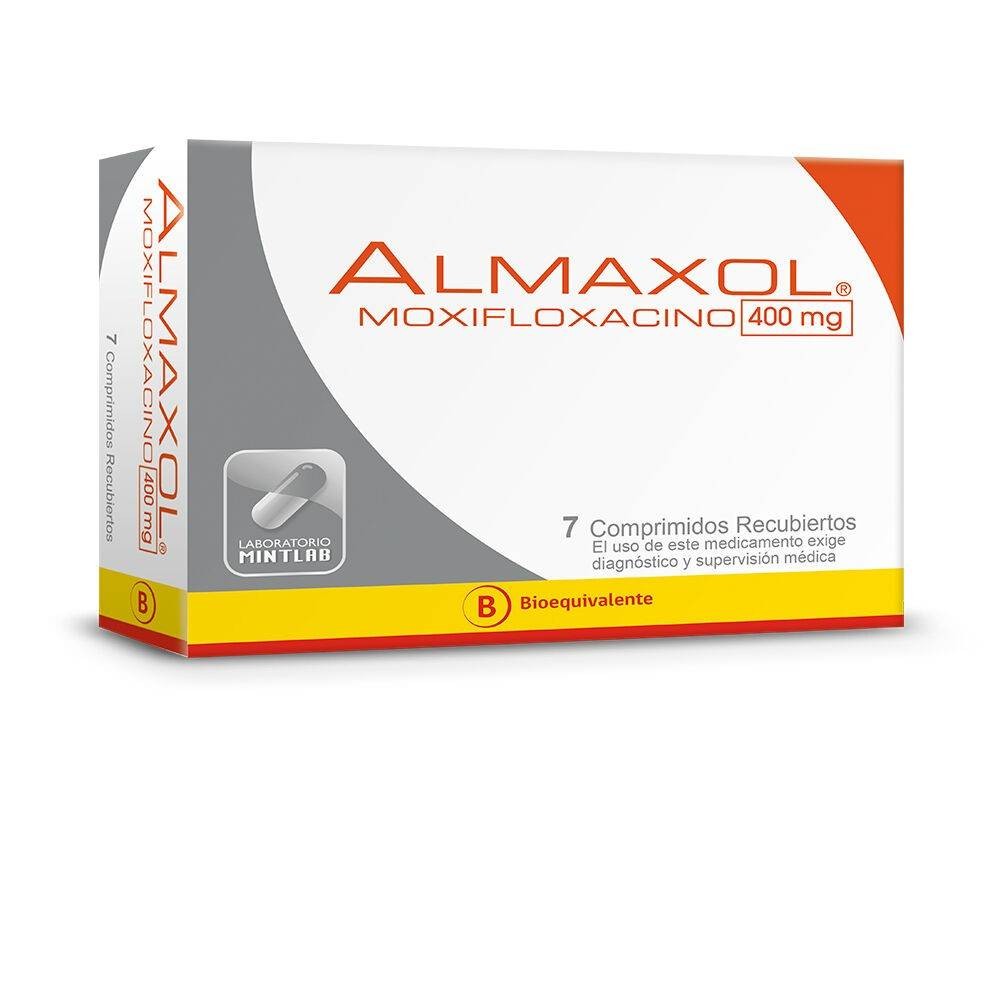 ALMAXOL®
MOXIFLOXACINO 400 mg
7 Comprimidos Recubiertos
B
ALMAXOL®
MOXIFLOXACINO 400 mg
LABORATORIO
MINTLAB
7 Comprimidos Recubiertos
El uso de este medicamento exige
diagnóstico y supervisión médica
B Bioequivalente